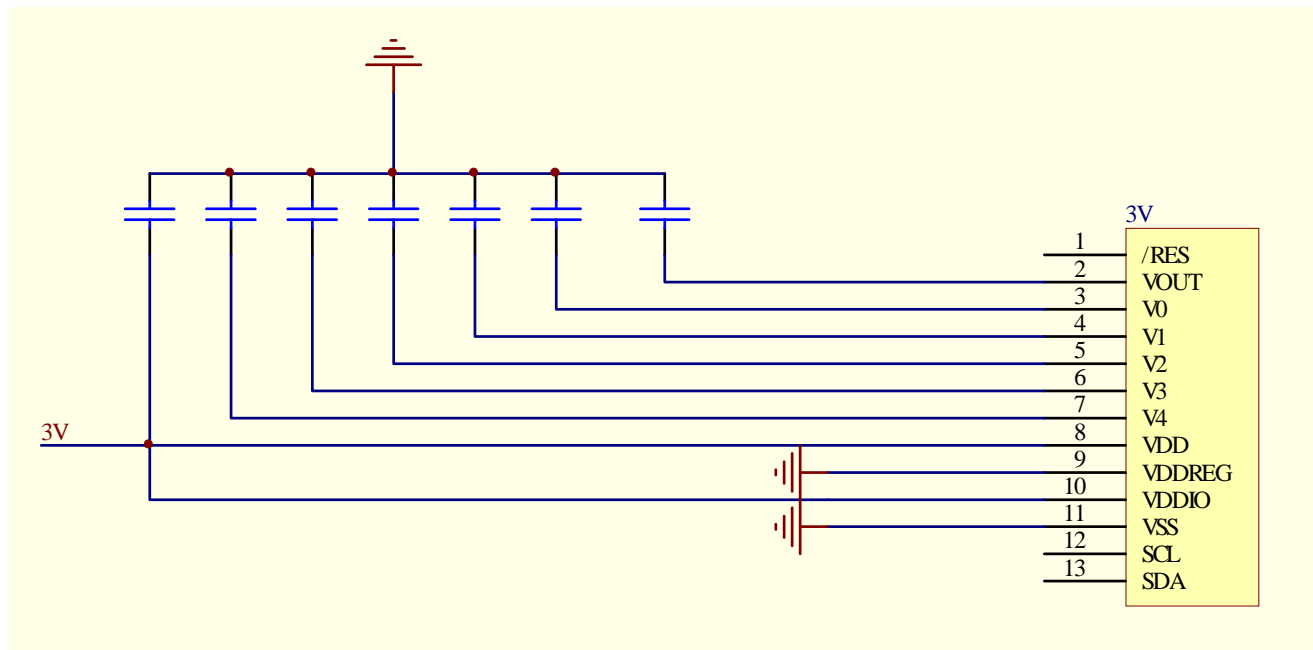 3V
1 /RES
2 VOUT
3 V0
4 V1
5 V2
6 V3
7 V4
3V
8 VDD
9 VDDREG
10 VDDIO
11 VSS
12 SCL
13 SDA